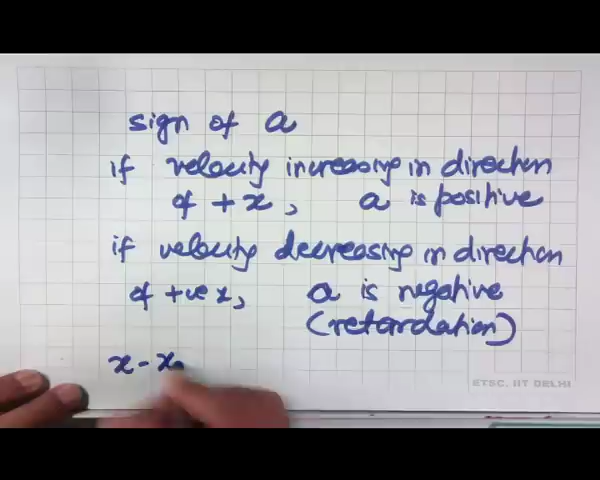 sign of a
if velocity increasing in direction
of + x, a is positive
if velocity decreasing in direction
of +ve x, a is negative
(retardation)
x - x
ETSC, IIT DELHI